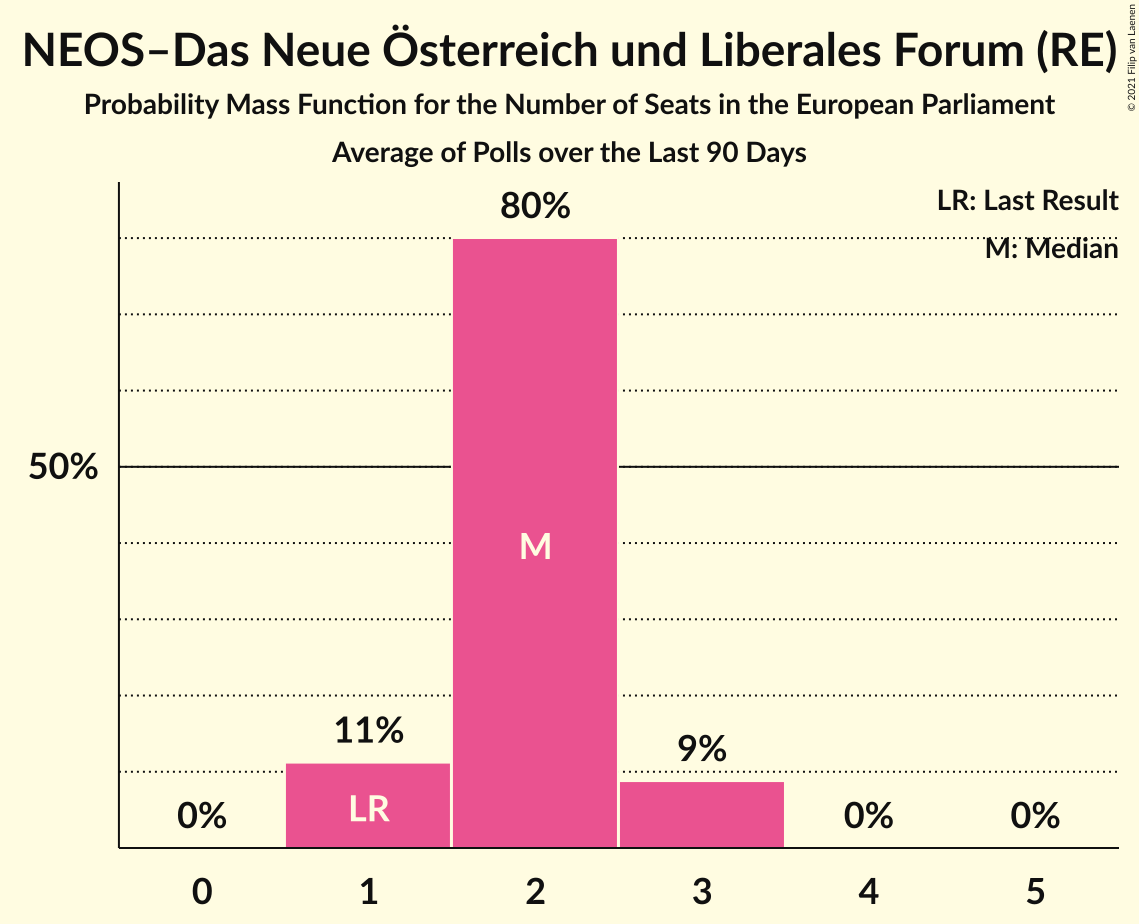 NEOS–Das Neue Österreich und Liberales Forum (RE)
Probability Mass Function for the Number of Seats in the European Parliament
Average of Polls over the Last 90 Days
© 2021 Filip van Laenen
LR: Last Result
M: Median
80%
50%
M
11%
9%
0%
LR
0%
0%
0
1
2
3
4
5